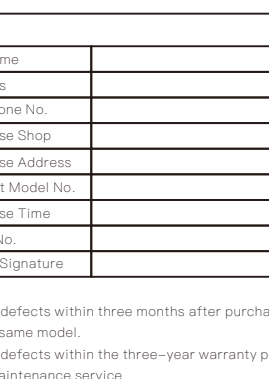 me
s
one No.
se Shop
se Address
t Model No.
se Time
No.
Signature
defects within three months after purcha
same model.
defects within the three-year warranty p
aintenance service